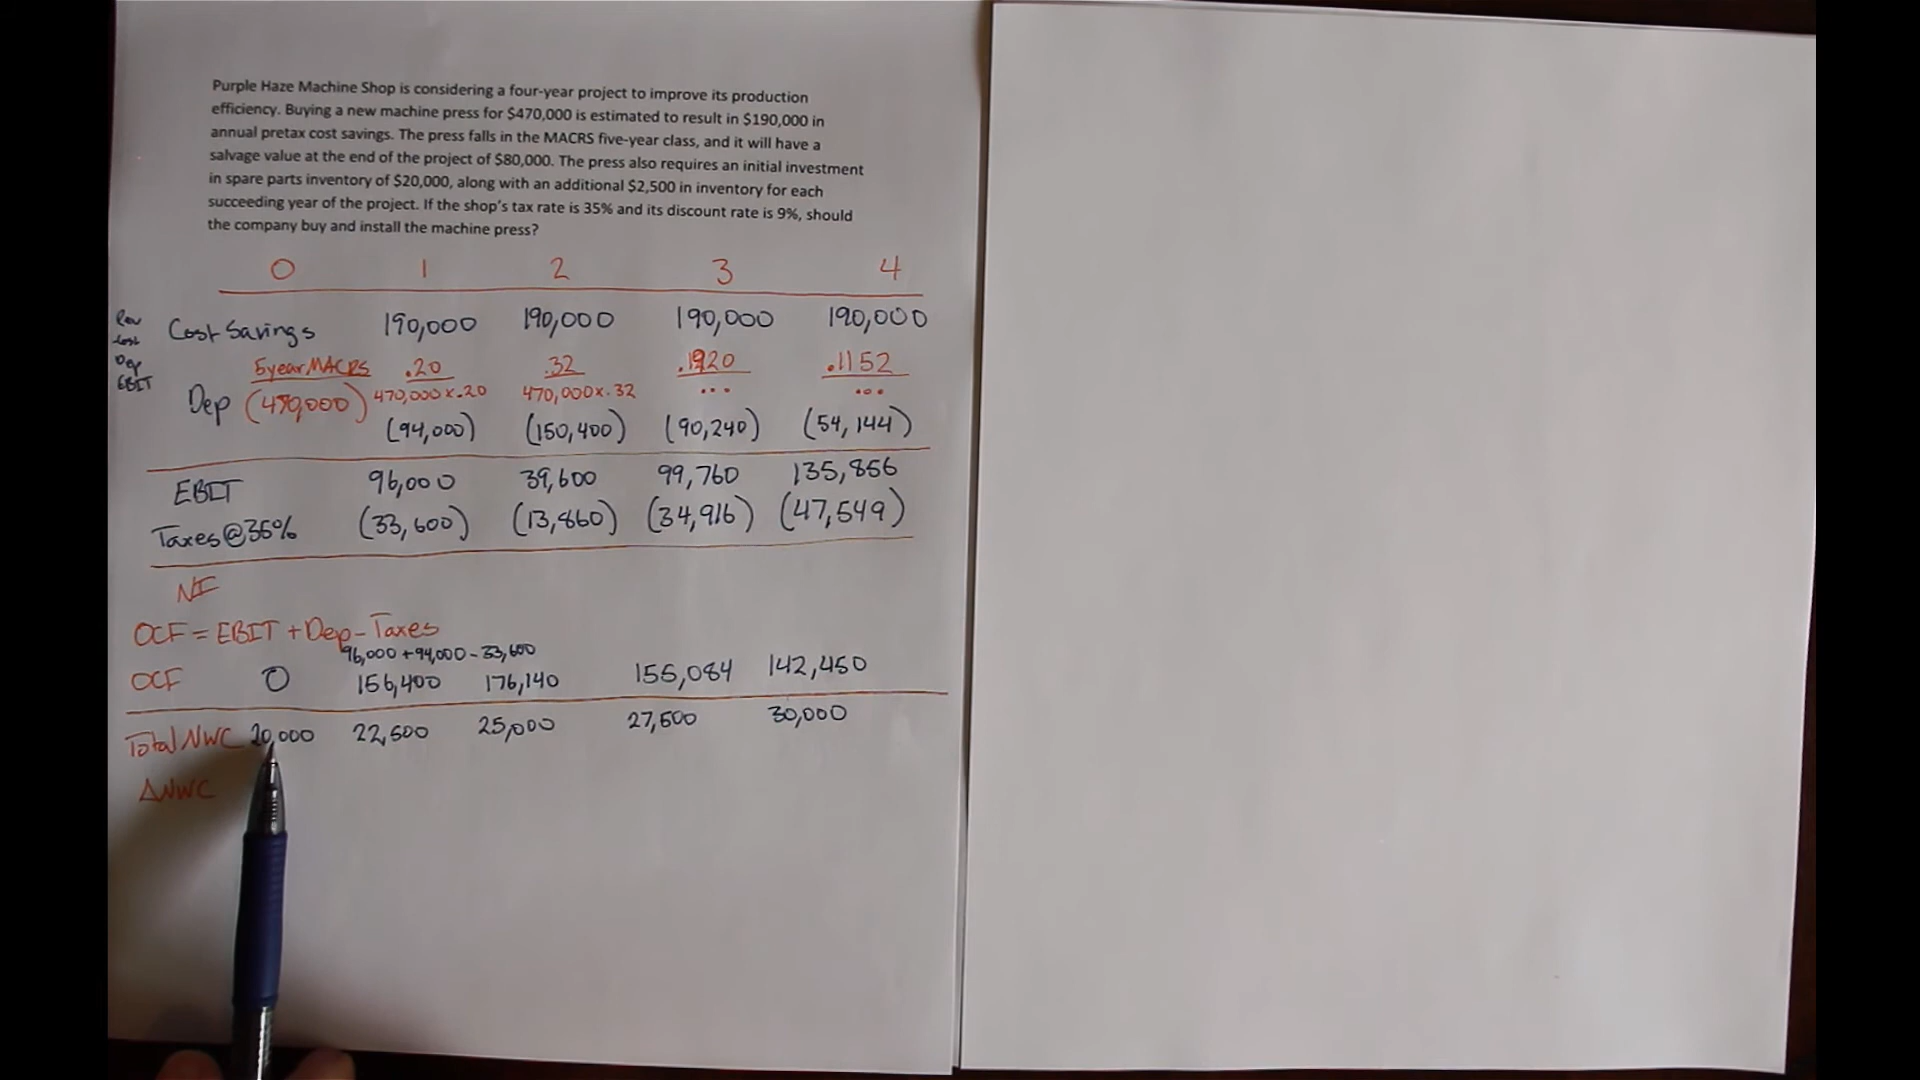 Purple Haze Machine Shop is considering a four-year project to improve its production
efficiency. Buying a new machine press for $470,000 is estimated to result in $190,000 in
annual pretax cost savings. The press falls in the MACRS five-year class, and it will have a
salvage value at the end of the project of $80,000. The press also requires an initial investment
in spare parts inventory of $20,000, along with an additional $2,500 in inventory for each
succeeding year of the project. If the shop's tax rate is 35% and its discount rate is 9%, should
the company buy and install the machine press?
0 1 2 3 4
Rev
Cost
Dep
EBIT
Cost Savings 190,000 190,000 190,000 190,000
5 year MACRS .20 .32 .1920 .1152
Dep (470,000) 470,000x.20 470,000x.32 ... ...
(94,000) (150,400) (90,240) (54,144)
EBIT 96,000 39,600 99,760 135,856
Taxes@35% (33,600) (13,860) (34,916) (47,549)
NI
OCF = EBIT + Dep - Taxes
96,000 + 94,000 - 33,600
OCF 0 156,400 176,140 155,084 142,450
Total NWC 20,000 22,500 25,000 27,500 30,000
ΔNWC